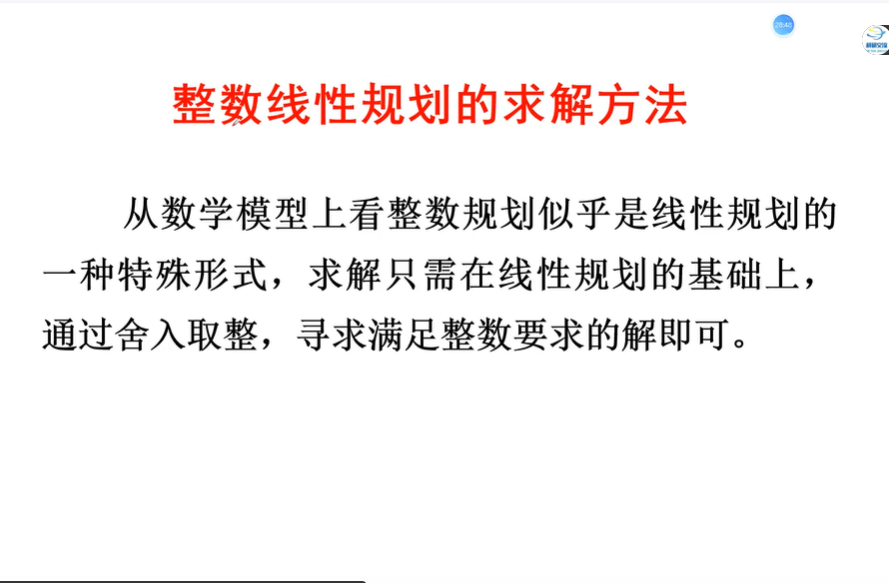 20:48
整数线性规划的求解方法
从数学模型上看整数规划似乎是线性规划的
一种特殊形式，求解只需在线性规划的基础上，
通过舍入取整，寻求满足整数要求的解即可。